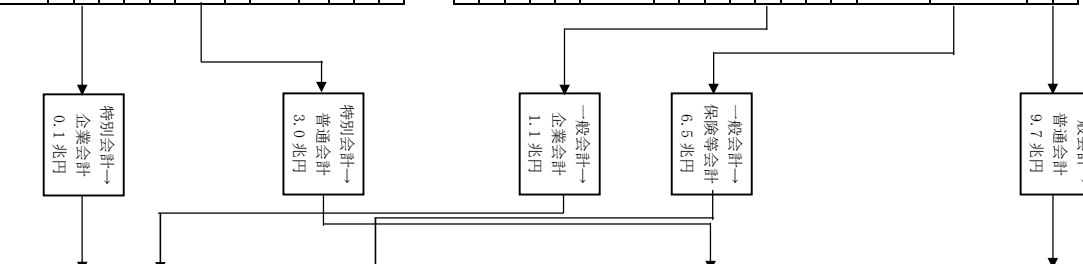 特別会計→
企業会計
0.1 兆円
特別会計→
普通会計
3.0 兆円
一般会計→
企業会計
1.1 兆円
一般会計→
保険等会計
6.5 兆円
普通会計
9.7 兆円